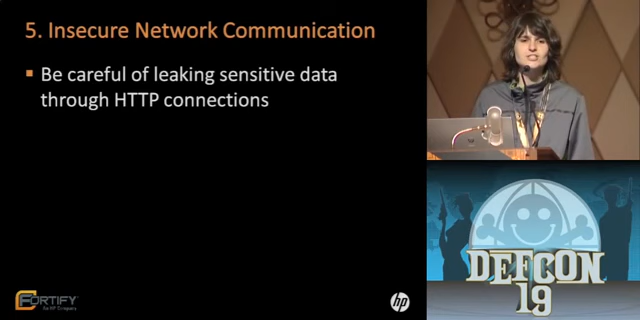 5. Insecure Network Communication
Be careful of leaking sensitive data
through HTTP connections
FORTIFY
An HP Company
hp
DEFCON
19